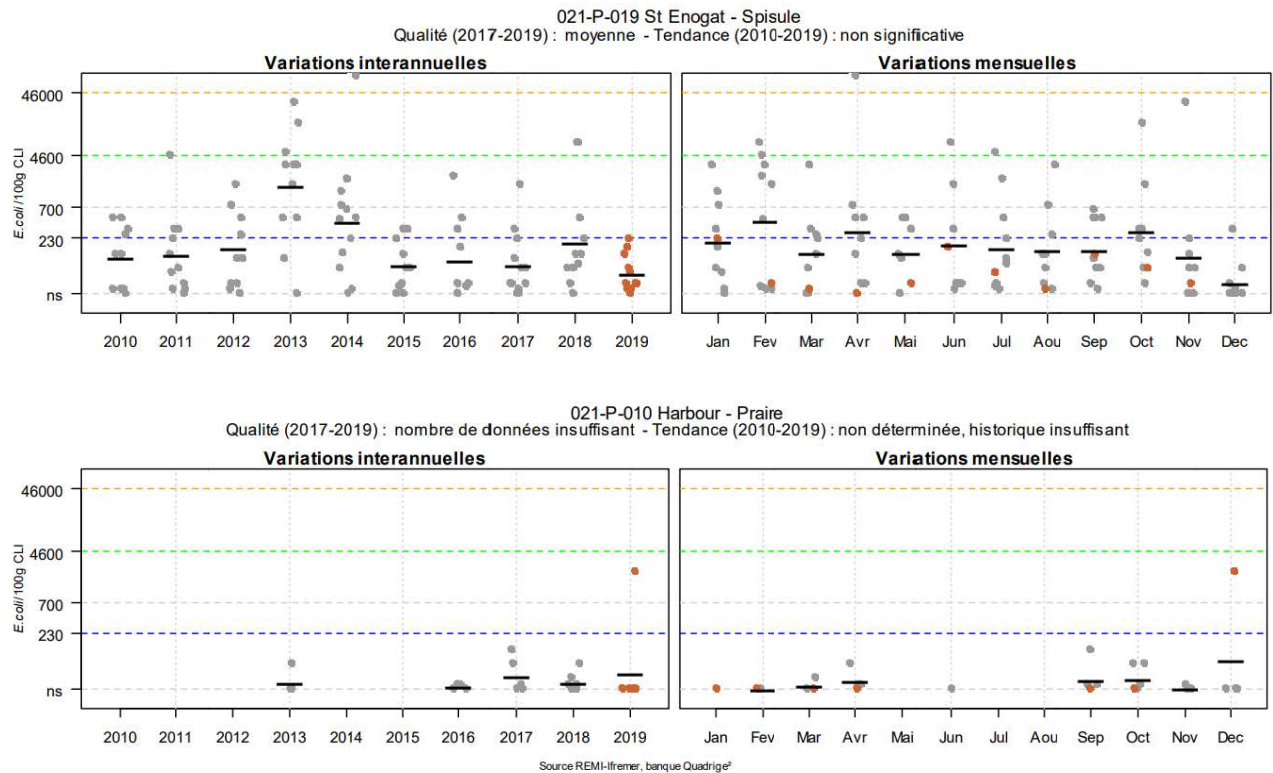 021-P-019 St Enogat - Spisule
Qualité (2017-2019) : moyenne - Tendance (2010-2019) : non significative
Variations interannuelles
Variations mensuelles
E.coli/100g CLI
46000
4600
700
230
ns
2010 2011 2012 2013 2014 2015 2016 2017 2018 2019
Jan Fev Mar Avr Mai Jun Jul Aou Sep Oct Nov Dec
021-P-010 Harbour - Praire
Qualité (2017-2019) : nombre de données insuffisant - Tendance (2010-2019) : non déterminée, historique insuffisant
Variations interannuelles
Variations mensuelles
E.coli/100g CLI
46000
4600
700
230
ns
2010 2011 2012 2013 2014 2015 2016 2017 2018 2019
Jan Fev Mar Avr Mai Jun Jul Aou Sep Oct Nov Dec
Source REMI-Ifremer, banque Quadrige²